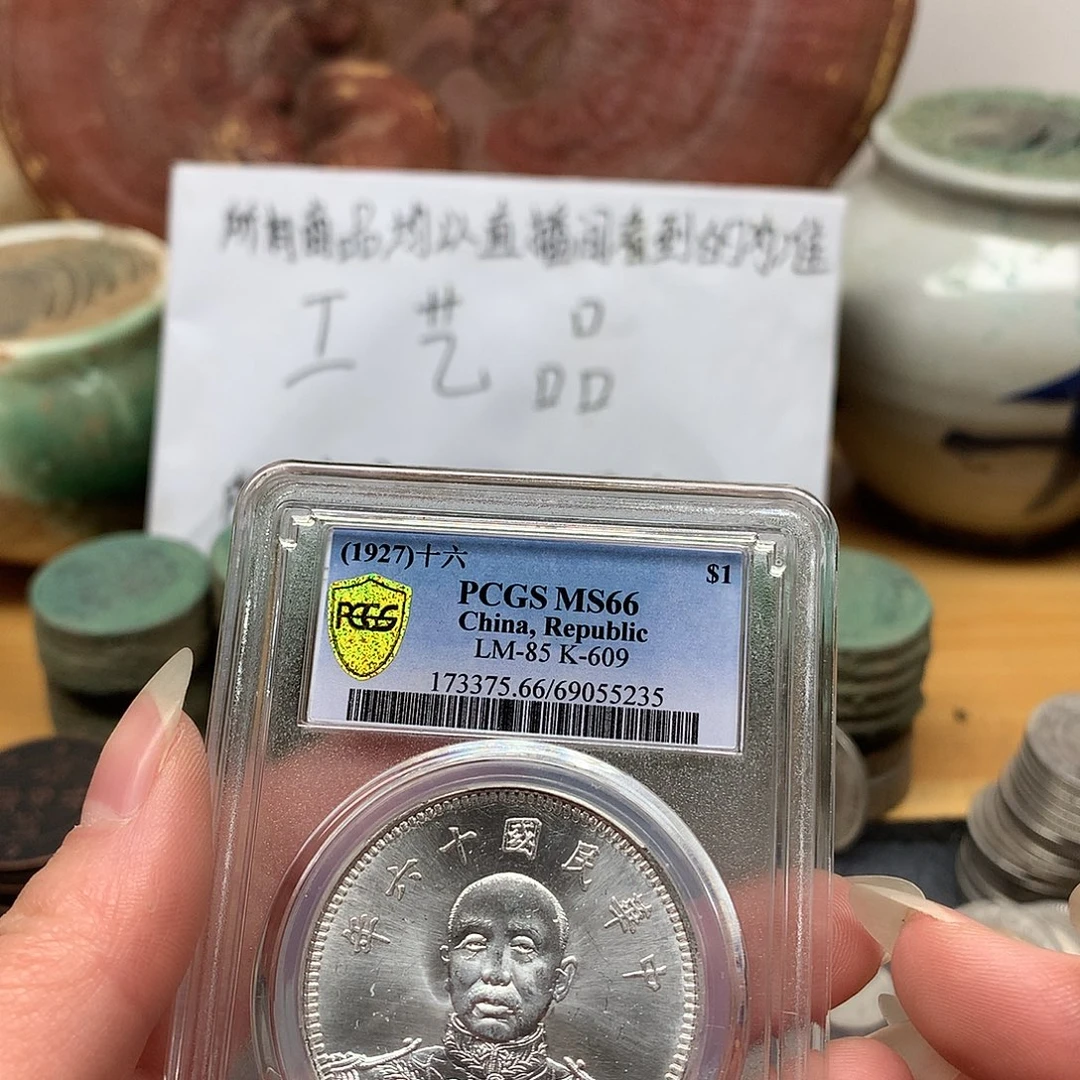 所有商品均以直播间看到的为准
工艺品
(1927)十六 $1
PCGS MS66
China, Republic
LM-85 K-609
173375.66/69055235
PCGS
中華民國十六年